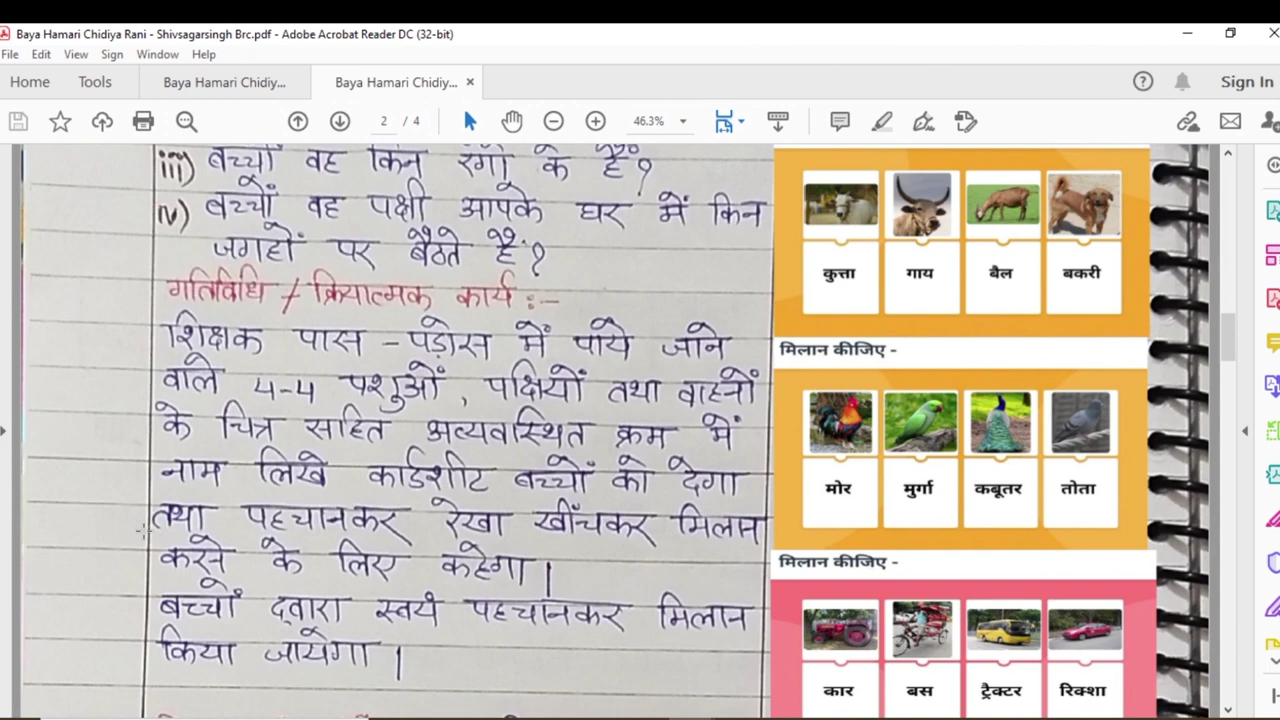 Baya Hamari Chidiya Rani - Shivsagarsingh Brc.pdf - Adobe Acrobat Reader DC (32-bit)
File Edit View Sign Window Help
Home Tools Baya Hamari Chidiy... Baya Hamari Chidiy... × Sign In
2 / 4 46.3%
iii) बच्चों वह किन रंगों के हैं?
iv) बच्चों वह पक्षी आपके घर में किन
जगहों पर बैठते हैं?
गतिविधि / क्रियात्मक कार्य :-
शिक्षक पास - पड़ोस में पाये जाने
वाले 4-4 पशुओं, पक्षियों तथा वाहनों
के चित्र सहित अव्यवस्थित क्रम में
नाम लिखे कार्डशीट बच्चों को देगा
तथा पहचानकर रेखा खींचकर मिलान
करने के लिए कहेगा।
बच्चों द्वारा स्वयं पहचानकर मिलान
किया जायेगा।
कुत्ता गाय बैल बकरी
मिलान कीजिए -
मोर मुर्गा कबूतर तोता
मिलान कीजिए -
कार बस ट्रैक्टर रिक्शा